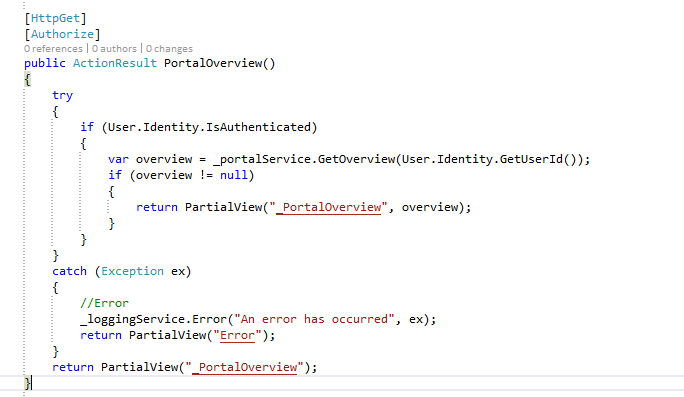 [HttpGet]
[Authorize]
0 references | 0 authors | 0 changes
public ActionResult PortalOverview()
{
    try
    {
        if (User.Identity.IsAuthenticated)
        {
            var overview = _portalService.GetOverview(User.Identity.GetUserId());
            if (overview != null)
            {
                return PartialView("_PortalOverview", overview);
            }
        }
    }
    catch (Exception ex)
    {
        //Error
        _loggingService.Error("An error has occurred", ex);
        return PartialView("Error");
    }
    return PartialView("_PortalOverview");
}